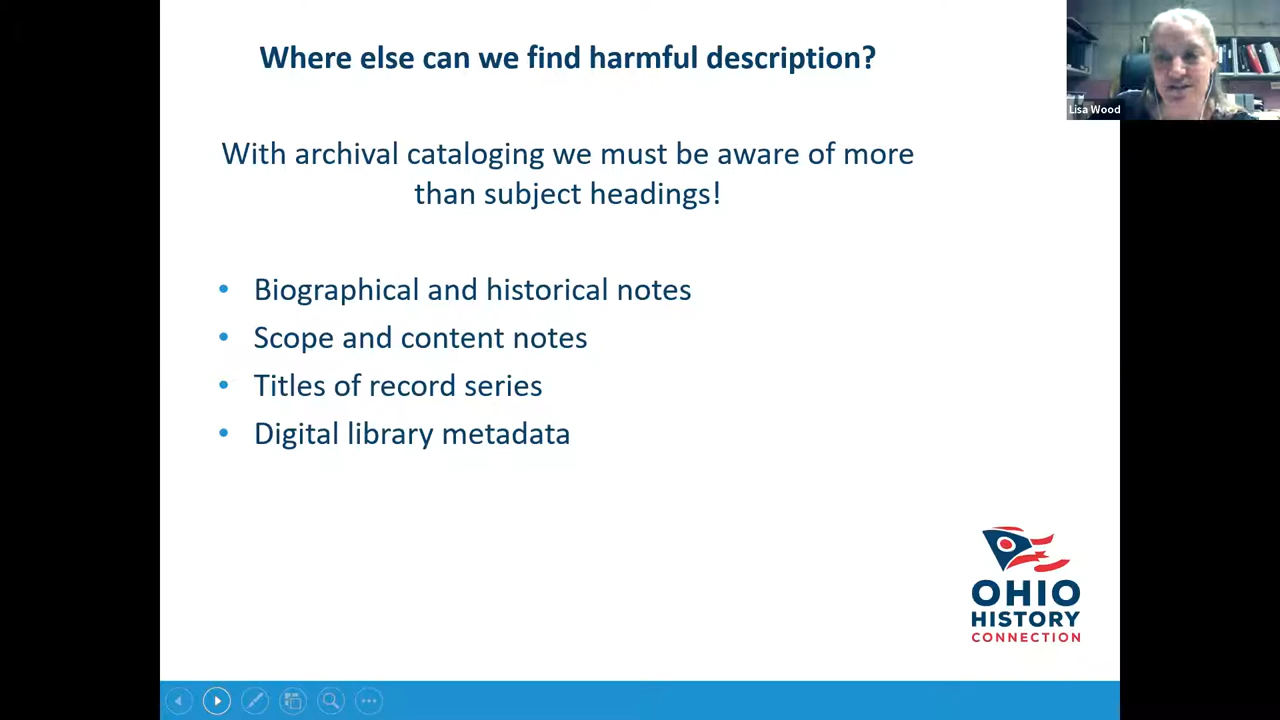 Where else can we find harmful description?
Lisa Wood
With archival cataloging we must be aware of more
than subject headings!
• Biographical and historical notes
• Scope and content notes
• Titles of record series
• Digital library metadata
OHIO
HISTORY
CONNECTION